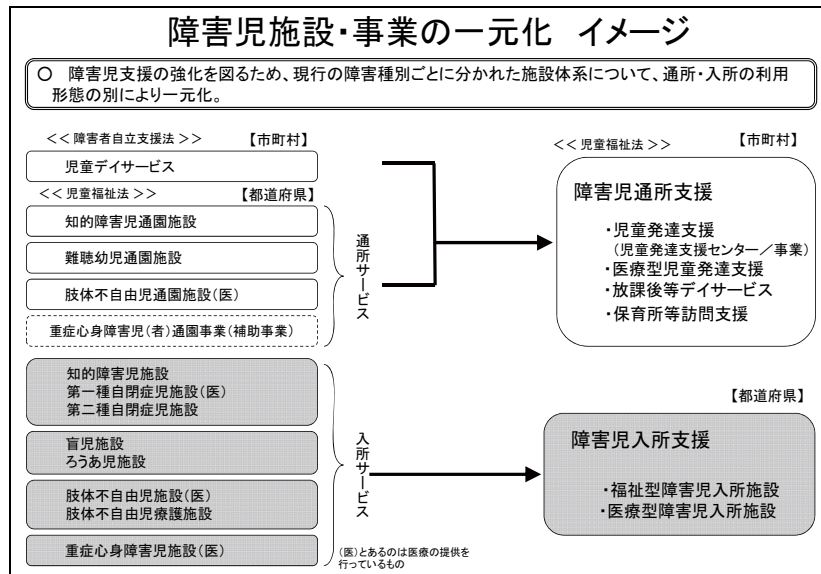 障害児施設・事業の一元化 イメージ
○ 障害児支援の強化を図るため、現行の障害種別ごとに分かれた施設体系について、通所・入所の利用
形態の別により一元化。
<< 障害者自立支援法 >> 【市町村】
児童デイサービス
<< 児童福祉法 >> 【都道府県】
知的障害児通園施設
難聴幼児通園施設
肢体不自由児通園施設(医)
重症心身障害児(者)通園事業(補助事業)
通所サービス
知的障害児施設
第一種自閉症児施設(医)
第二種自閉症児施設
盲児施設
ろうあ児施設
肢体不自由児施設(医)
肢体不自由児療護施設
重症心身障害児施設(医)
入所サービス
(医)とあるのは医療の提供を
行っているもの
<< 児童福祉法 >> 【市町村】
障害児通所支援
・児童発達支援
(児童発達支援センター/事業)
・医療型児童発達支援
・放課後等デイサービス
・保育所等訪問支援
【都道府県】
障害児入所支援
・福祉型障害児入所施設
・医療型障害児入所施設